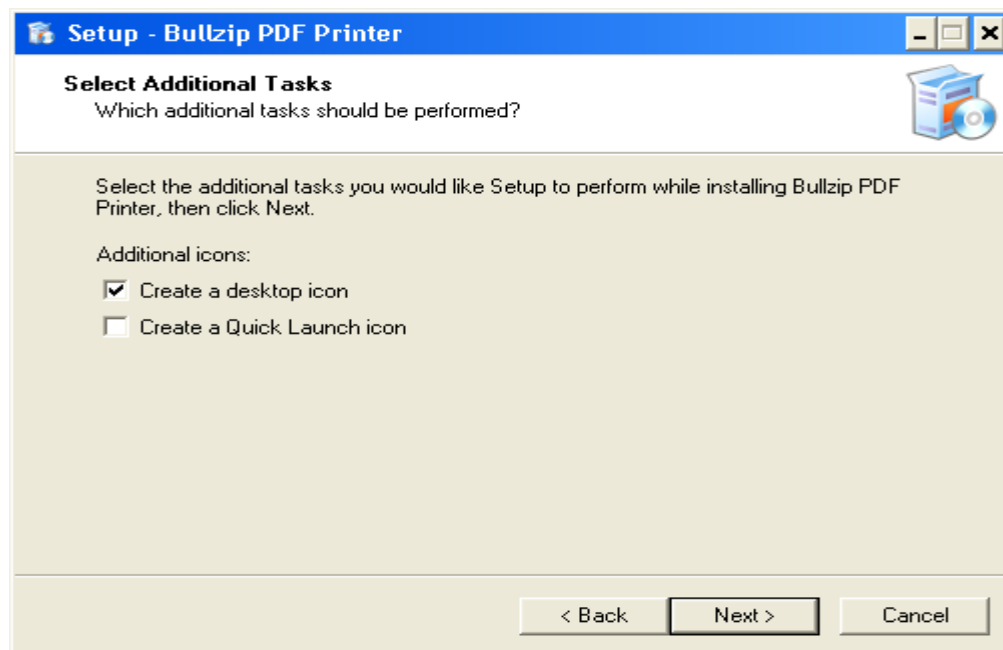 Setup - Bullzip PDF Printer
Select Additional Tasks
Which additional tasks should be performed?
Select the additional tasks you would like Setup to perform while installing Bullzip PDF
Printer, then click Next.
Additional icons:
Create a desktop icon
Create a Quick Launch icon
< Back Next > Cancel